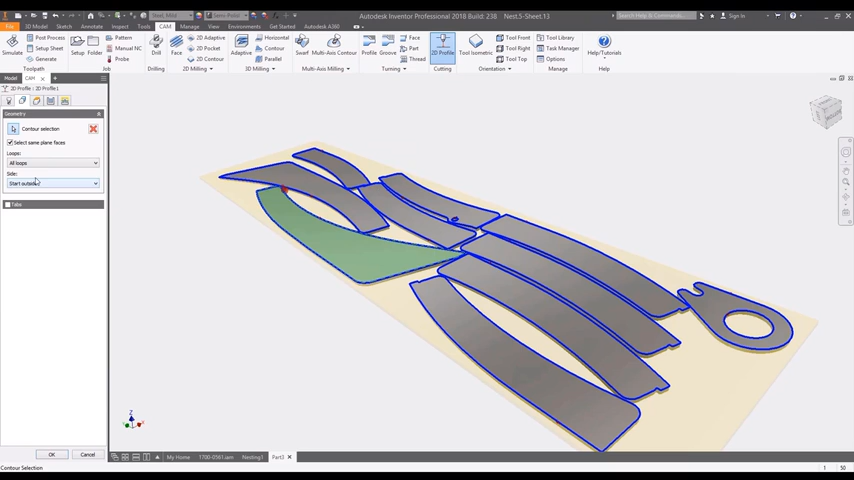 Steel, Mild
Semi-Polish
Autodesk Inventor Professional 2018 Build: 238 - Nest.5-Sheet.13
Search Help & Commands...
Sign In
File
3D Model
Sketch
Annotate
Inspect
Tools
Manage
View
Environments
Get Started
Autodesk A360
CAM
Simulate
Post Process
Setup Sheet
Generate
Toolpath
Setup
Folder
Pattern
Manual NC
Probe
Job
Drill
Drilling
Face
2D Adaptive
2D Pocket
2D Contour
2D Milling
Adaptive
Horizontal
Contour
Parallel
3D Milling
Swarf
Multi-Axis Contour
Multi-Axis Milling
Profile
Groove
Face
Part
Thread
Turning
2D Profile
Cutting
Tool Isometric
Tool Front
Tool Right
Tool Top
Orientation
Tool Library
Task Manager
Options
Manage
Help/Tutorials
Help
Model
CAM
2D Profile : 2D Profile1
Geometry
Contour selection
Select same plane faces
Loops:
All loops
Side:
Start outside
Tabs
OK
Cancel
My Home
1700-0561.iam
Nesting1
Part3
Contour Selection
1
50
Z